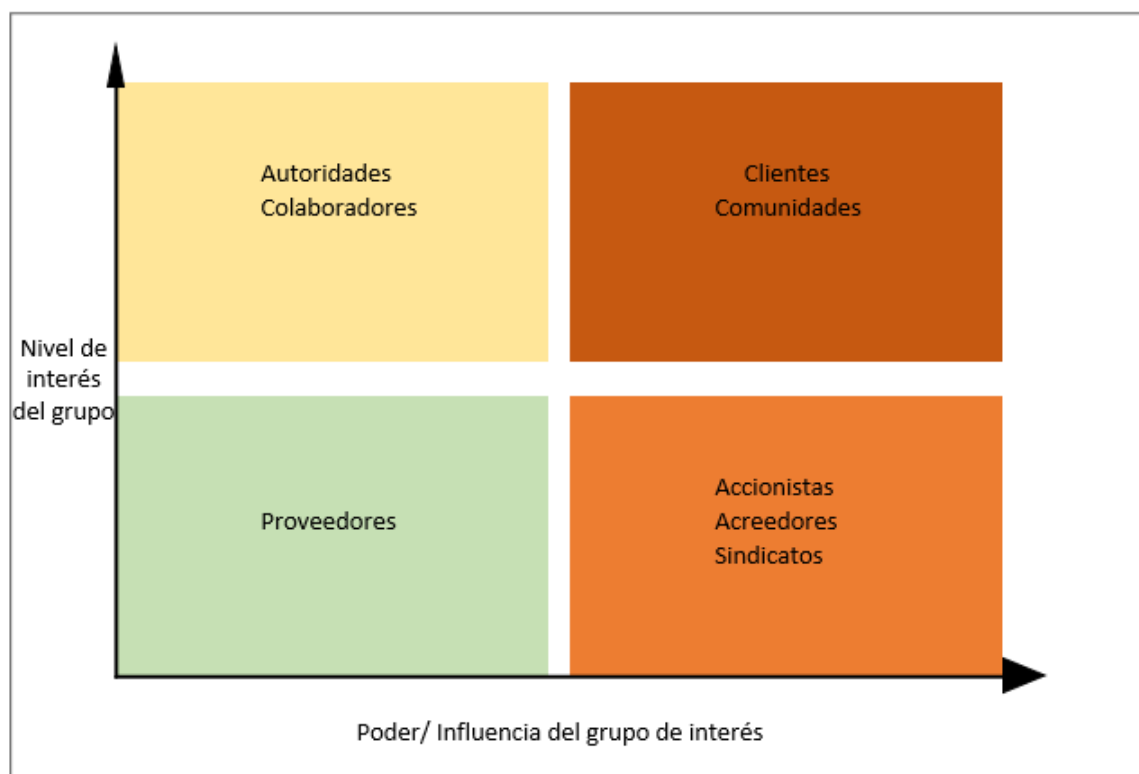 Autoridades
Colaboradores
Clientes
Comunidades
Nivel de
interés
del grupo
Proveedores
Accionistas
Acreedores
Sindicatos
Poder/ Influencia del grupo de interés